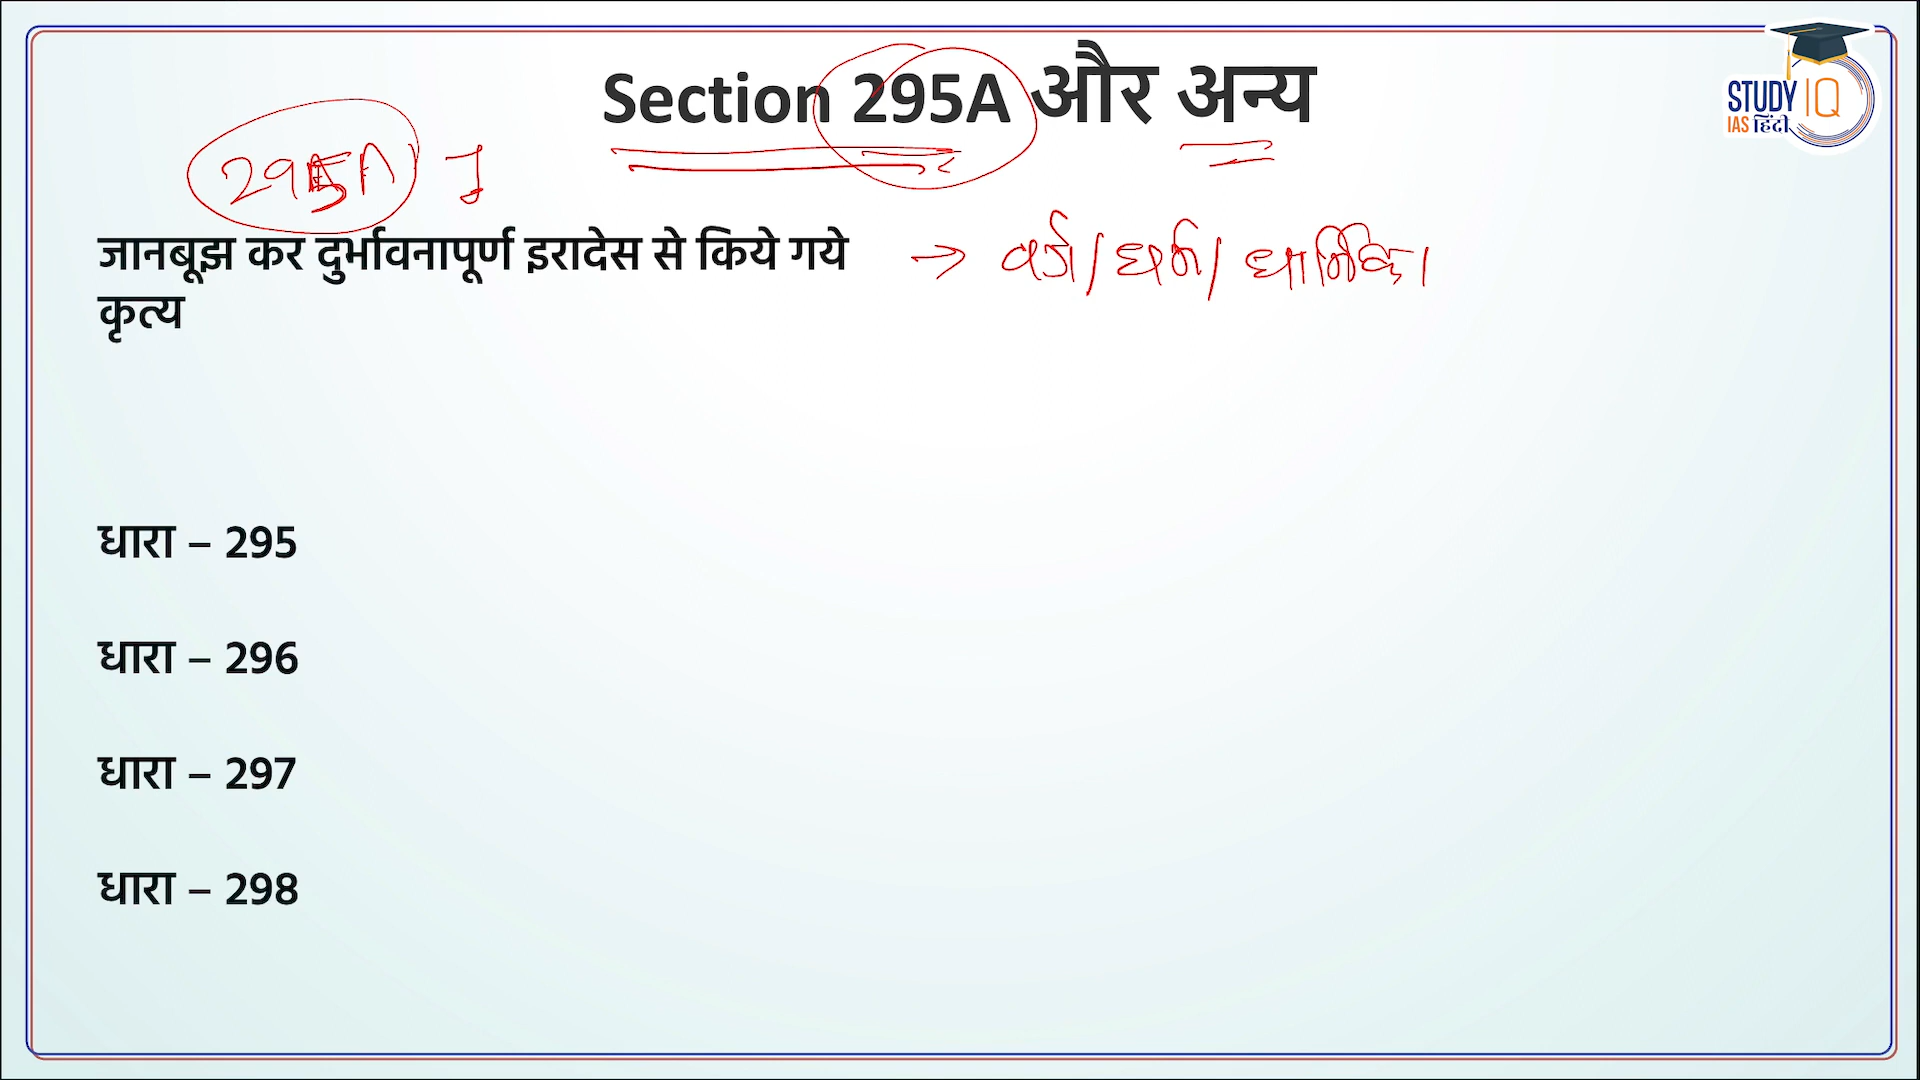 Section 295A और अन्य
STUDY IQ
IAS हिंदी
295A
जानबूझ कर दुर्भावनापूर्ण इरादेस से किये गये → वर्ग / धर्म / धार्मिक।
कृत्य
धारा – 295
धारा – 296
धारा – 297
धारा – 298